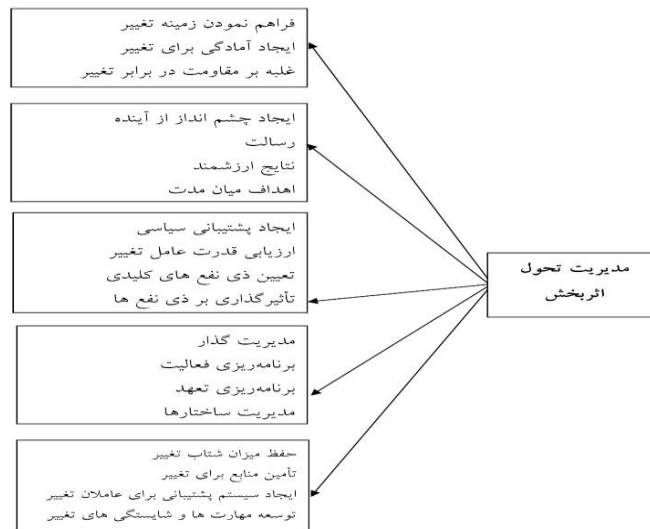 فراهم نمودن زمینه تغییر
ایجاد آمادگی برای تغییر
غلبه بر مقاومت در برابر تغییر
ایجاد چشم انداز از آینده
رسالت
نتایج ارزشمند
اهداف میان مدت
ایجاد پشتیبانی سیاسی
ارزیابی قدرت عامل تغییر
تعیین ذی نفع های کلیدی
تأثیرگذاری بر ذی نفع ها
مدیریت تحول
اثربخش
مدیریت گذار
برنامه‌ریزی فعالیت
برنامه‌ریزی تعهد
مدیریت ساختارها
حفظ میزان شتاب تغییر
تأمین منابع برای تغییر
ایجاد سیستم پشتیبانی برای عاملان تغییر
توسعه مهارت ها و شایستگی های تغییر